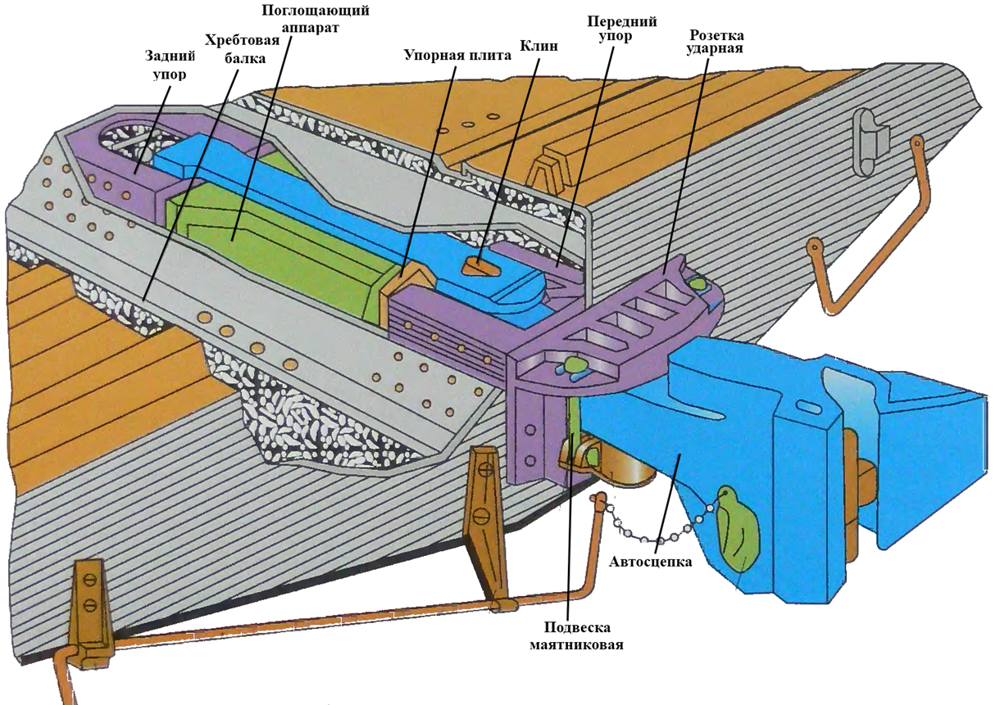 Поглощающий
аппарат
Хребтовая
балка
Задний
упор
Упорная плита
Клин
Передний
упор
Розетка
ударная
Автосцепка
Подвеска
маятниковая